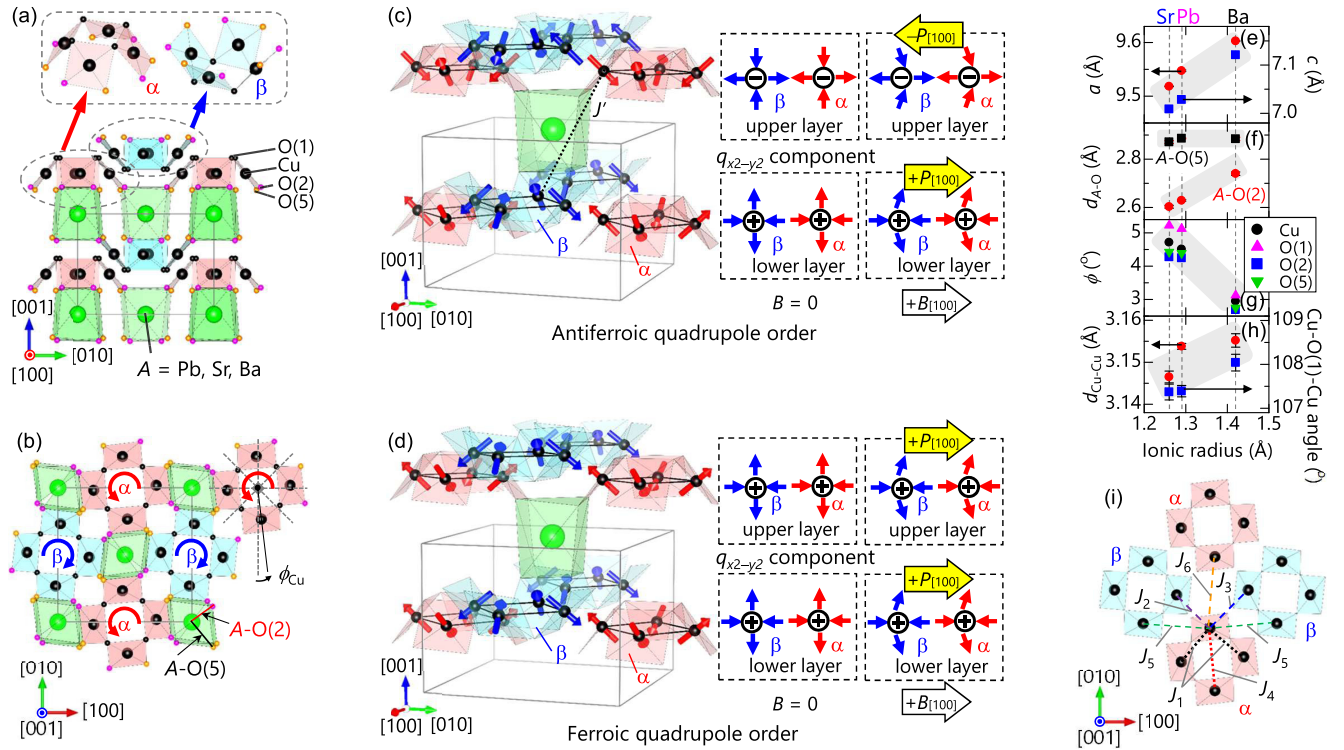 (a)
α
β
O(1)
Cu
O(2)
O(5)
[001]
[010]
[100]
A = Pb, Sr, Ba
(b)
α
β
β
α
ϕCu
A-O(2)
A-O(5)
[010]
[001]
[100]
(c)
J′
β
α
[001]
[100]
[010]
–P[100]
β
α
upper layer
β
α
upper layer
qx2–y2 component
+P[100]
β
α
lower layer
β
α
lower layer
B = 0
+B[100]
Antiferroic quadrupole order
(d)
β
α
[001]
[100]
[010]
+P[100]
β
α
upper layer
β
α
upper layer
qx2–y2 component
+P[100]
β
α
lower layer
β
α
lower layer
B = 0
+B[100]
Ferroic quadrupole order
Sr Pb Ba
(e)
9.6
9.5
a (Å)
7.1
7.0
c (Å)
(f)
2.8
2.6
dA-O (Å)
A-O(5)
A-O(2)
Cu
O(1)
O(2)
O(5)
5
4
3
ϕ (°)
(g)
(h)
3.16
3.15
3.14
dCu-Cu (Å)
109
108
107
Cu-O(1)-Cu angle (°)
1.2 1.3 1.4 1.5
Ionic radius (Å)
(i)
α
β
J6
J3
J2
β
J5
J5
J1
J4
α
[010]
[001]
[100]